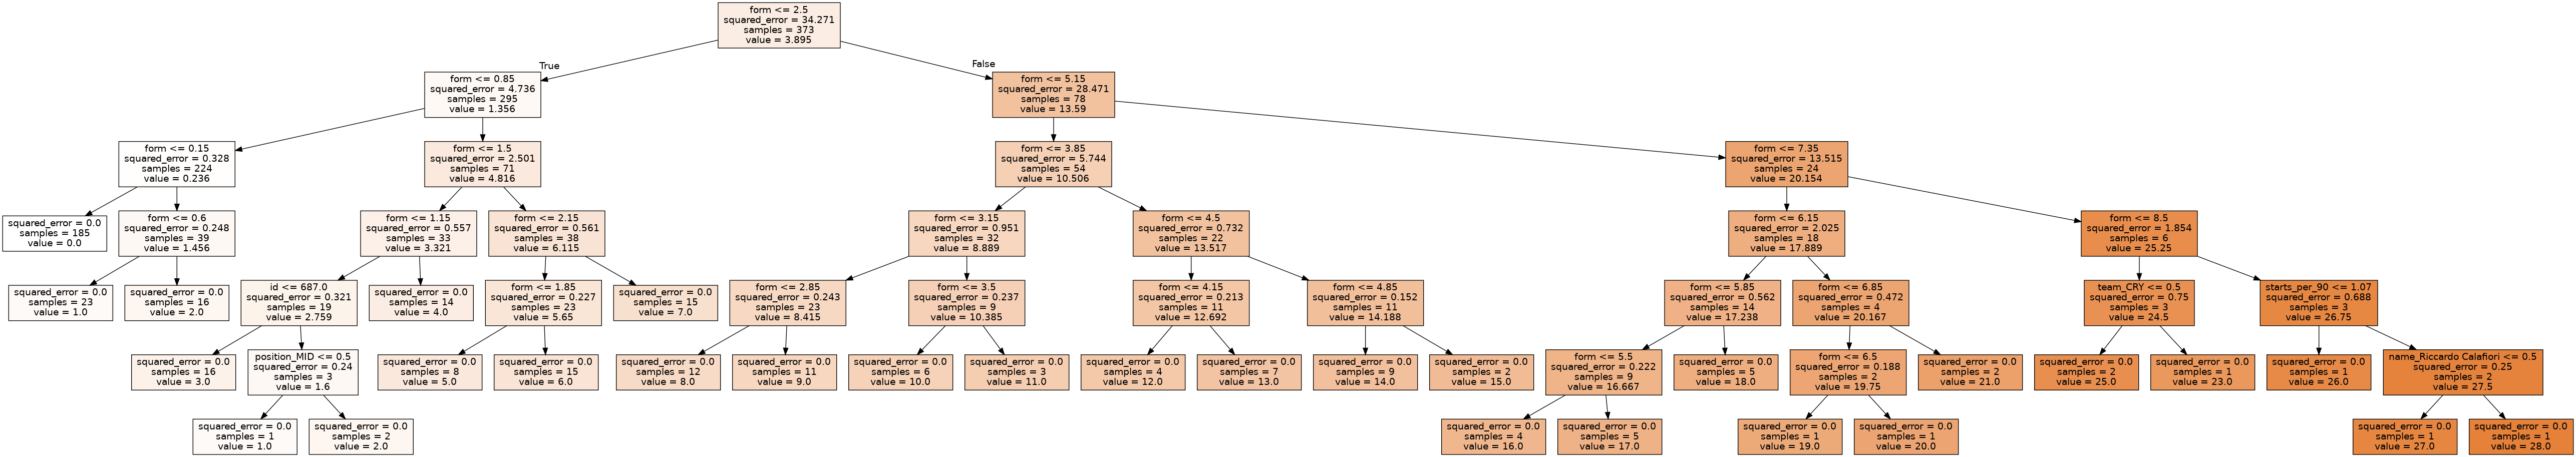 form <= 2.5
squared_error = 34.271
samples = 373
value = 3.895
True
False
form <= 0.85
squared_error = 4.736
samples = 295
value = 1.356
form <= 5.15
squared_error = 28.471
samples = 78
value = 13.59
form <= 0.15
squared_error = 0.328
samples = 224
value = 0.236
form <= 1.5
squared_error = 2.501
samples = 71
value = 4.816
form <= 3.85
squared_error = 5.744
samples = 54
value = 10.506
form <= 7.35
squared_error = 13.515
samples = 24
value = 20.154
squared_error = 0.0
samples = 185
value = 0.0
form <= 0.6
squared_error = 0.248
samples = 39
value = 1.456
form <= 1.15
squared_error = 0.557
samples = 33
value = 3.321
form <= 2.15
squared_error = 0.561
samples = 38
value = 6.115
form <= 3.15
squared_error = 0.951
samples = 32
value = 8.889
form <= 4.5
squared_error = 0.732
samples = 22
value = 13.517
form <= 6.15
squared_error = 2.025
samples = 18
value = 17.889
form <= 8.5
squared_error = 1.854
samples = 6
value = 25.25
squared_error = 0.0
samples = 23
value = 1.0
squared_error = 0.0
samples = 16
value = 2.0
id <= 687.0
squared_error = 0.321
samples = 19
value = 2.759
squared_error = 0.0
samples = 14
value = 4.0
form <= 1.85
squared_error = 0.227
samples = 23
value = 5.65
squared_error = 0.0
samples = 15
value = 7.0
form <= 2.85
squared_error = 0.243
samples = 23
value = 8.415
form <= 3.5
squared_error = 0.237
samples = 9
value = 10.385
form <= 4.15
squared_error = 0.213
samples = 11
value = 12.692
form <= 4.85
squared_error = 0.152
samples = 11
value = 14.188
form <= 5.85
squared_error = 0.562
samples = 14
value = 17.238
form <= 6.85
squared_error = 0.472
samples = 4
value = 20.167
team_CRY <= 0.5
squared_error = 0.75
samples = 3
value = 24.5
starts_per_90 <= 1.07
squared_error = 0.688
samples = 3
value = 26.75
squared_error = 0.0
samples = 16
value = 3.0
position_MID <= 0.5
squared_error = 0.24
samples = 3
value = 1.6
squared_error = 0.0
samples = 8
value = 5.0
squared_error = 0.0
samples = 15
value = 6.0
squared_error = 0.0
samples = 12
value = 8.0
squared_error = 0.0
samples = 11
value = 9.0
squared_error = 0.0
samples = 6
value = 10.0
squared_error = 0.0
samples = 3
value = 11.0
squared_error = 0.0
samples = 4
value = 12.0
squared_error = 0.0
samples = 7
value = 13.0
squared_error = 0.0
samples = 9
value = 14.0
squared_error = 0.0
samples = 2
value = 15.0
form <= 5.5
squared_error = 0.222
samples = 9
value = 16.667
squared_error = 0.0
samples = 5
value = 18.0
form <= 6.5
squared_error = 0.188
samples = 2
value = 19.75
squared_error = 0.0
samples = 2
value = 21.0
squared_error = 0.0
samples = 2
value = 25.0
squared_error = 0.0
samples = 1
value = 23.0
squared_error = 0.0
samples = 1
value = 26.0
name_Riccardo Calafiori <= 0.5
squared_error = 0.25
samples = 2
value = 27.5
squared_error = 0.0
samples = 1
value = 1.0
squared_error = 0.0
samples = 2
value = 2.0
squared_error = 0.0
samples = 4
value = 16.0
squared_error = 0.0
samples = 5
value = 17.0
squared_error = 0.0
samples = 1
value = 19.0
squared_error = 0.0
samples = 1
value = 20.0
squared_error = 0.0
samples = 1
value = 27.0
squared_error = 0.0
samples = 1
value = 28.0